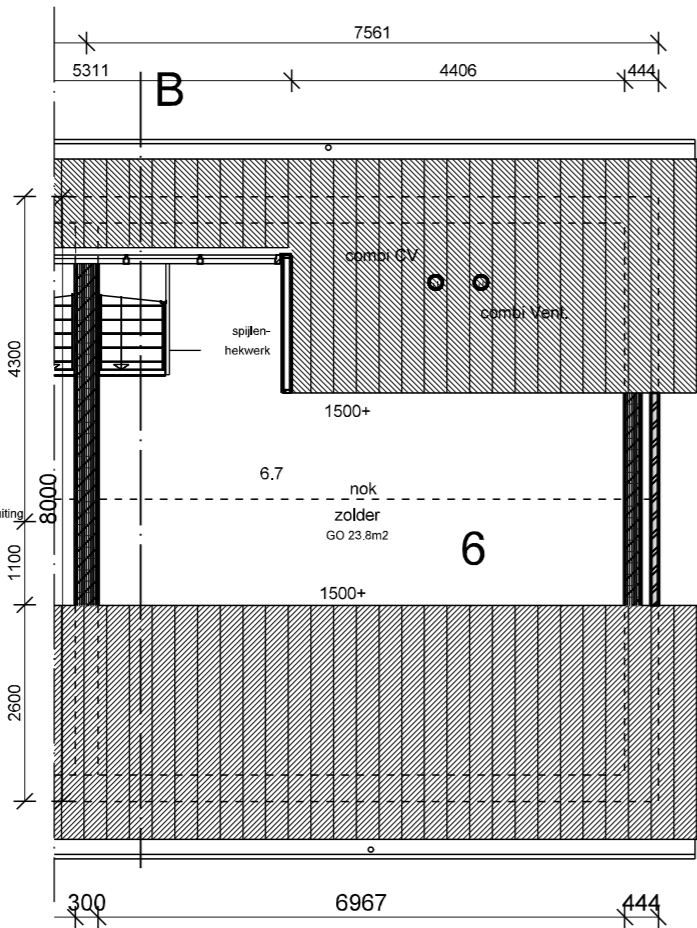 7561
5311
4406
444
B
combi CV
combi Vent.
spijlen-
hekwerk
4300
1500+
6.7
nok
8000
zolder
uiting
GO 23.8m2
6
1100
1500+
2600
300
6967
444